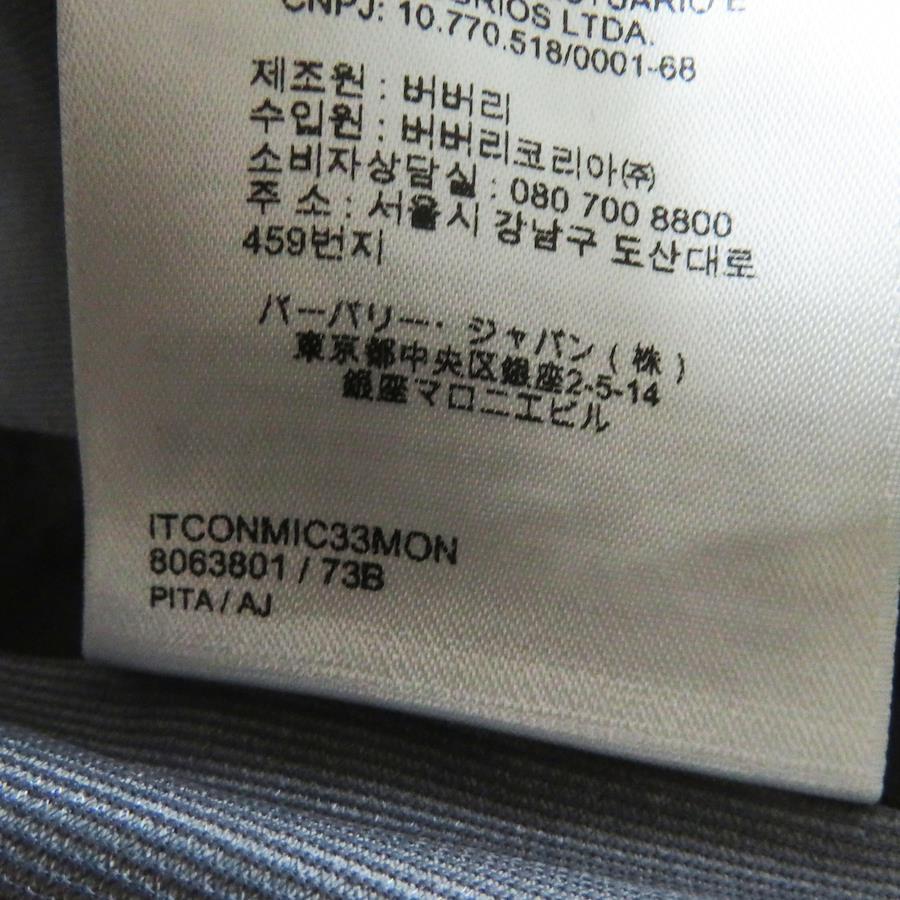 CNPJ: 10.770.518/0001-68
LTDA.
제조원 : 버버리
수입원 : 버버리코리아㈜
소비자상담실 : 080 700 8800
주 소 : 서울시 강남구 도산대로
459번지
バーバリー・ジャパン(株)
東京都中央区銀座2-5-14
銀座マロニエビル
ITCONMIC33MON
8063801 / 73B
PITA / AJ